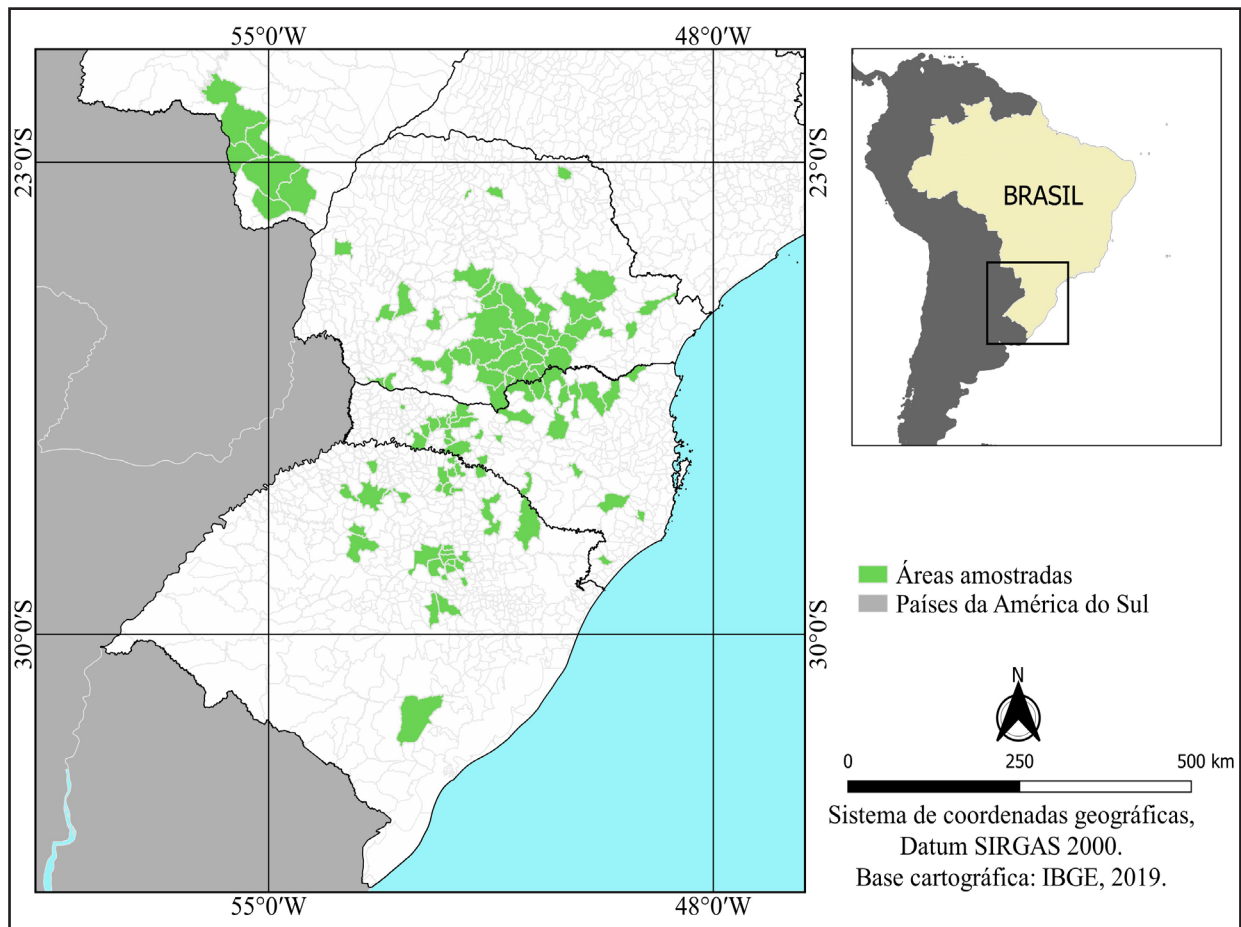 55°0'W
48°0'W
23°0'S
23°0'S
30°0'S
30°0'S
55°0'W
48°0'W
BRASIL
Áreas amostradas
Países da América do Sul
N
0 250 500 km
Sistema de coordenadas geográficas,
Datum SIRGAS 2000.
Base cartográfica: IBGE, 2019.